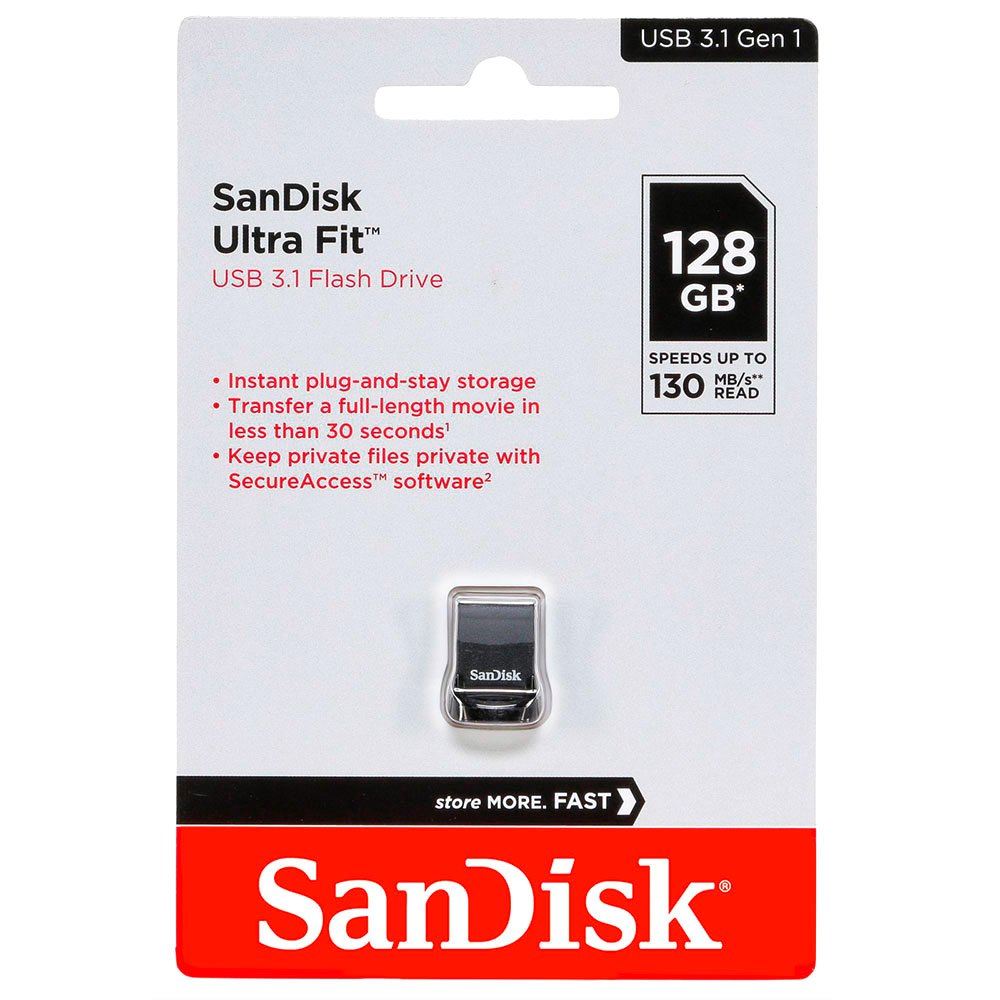 USB 3.1 Gen 1
SanDisk
Ultra Fit™
USB 3.1 Flash Drive
128
GB*
SPEEDS UP TO
130 MB/s** READ
• Instant plug-and-stay storage
• Transfer a full-length movie in
less than 30 seconds¹
• Keep private files private with
SecureAccess™ software²
SanDisk
store MORE. FAST
SanDisk®